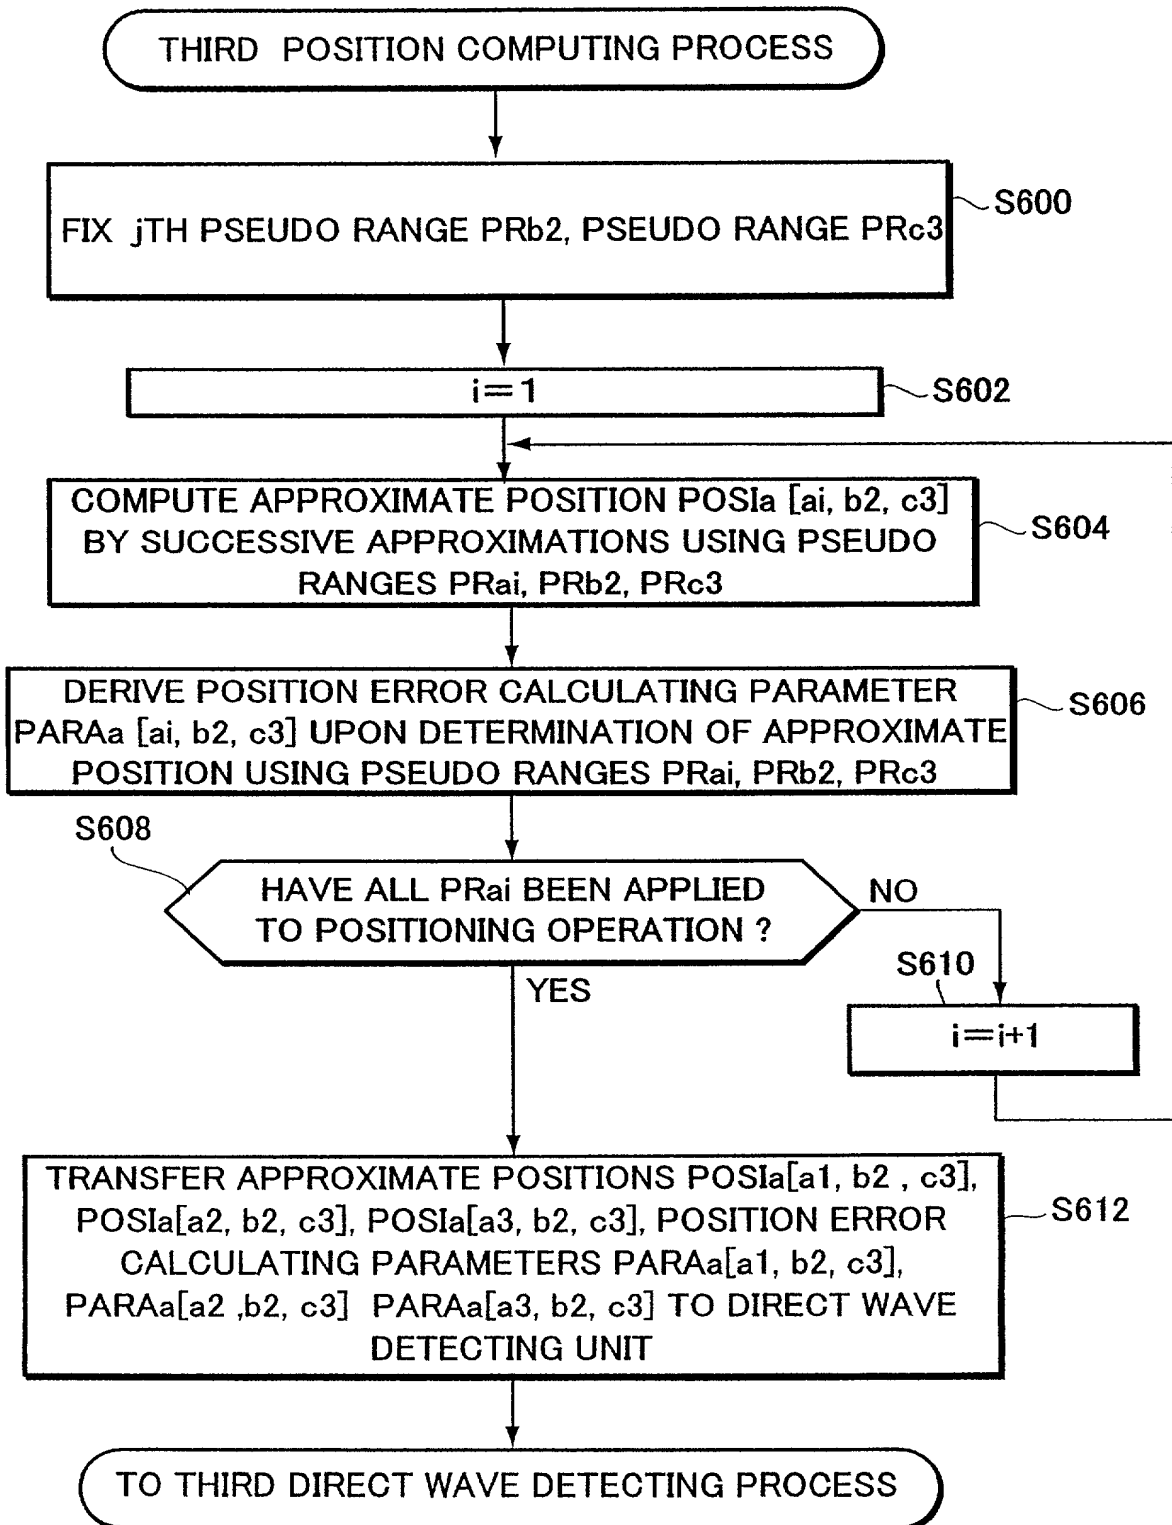 THIRD POSITION COMPUTING PROCESS
FIX jTH PSEUDO RANGE PRb2, PSEUDO RANGE PRc3
S600
i=1
S602
COMPUTE APPROXIMATE POSITION POSIa [ai, b2, c3]
BY SUCCESSIVE APPROXIMATIONS USING PSEUDO
RANGES PRai, PRb2, PRc3
S604
DERIVE POSITION ERROR CALCULATING PARAMETER
PARAa [ai, b2, c3] UPON DETERMINATION OF APPROXIMATE
POSITION USING PSEUDO RANGES PRai, PRb2, PRc3
S606
S608
HAVE ALL PRai BEEN APPLIED
TO POSITIONING OPERATION ?
NO
YES
S610
i=i+1
TRANSFER APPROXIMATE POSITIONS POSIa[a1, b2 , c3],
POSIa[a2, b2, c3], POSIa[a3, b2, c3], POSITION ERROR
CALCULATING PARAMETERS PARAa[a1, b2, c3],
PARAa[a2 ,b2, c3] PARAa[a3, b2, c3] TO DIRECT WAVE
DETECTING UNIT
S612
TO THIRD DIRECT WAVE DETECTING PROCESS